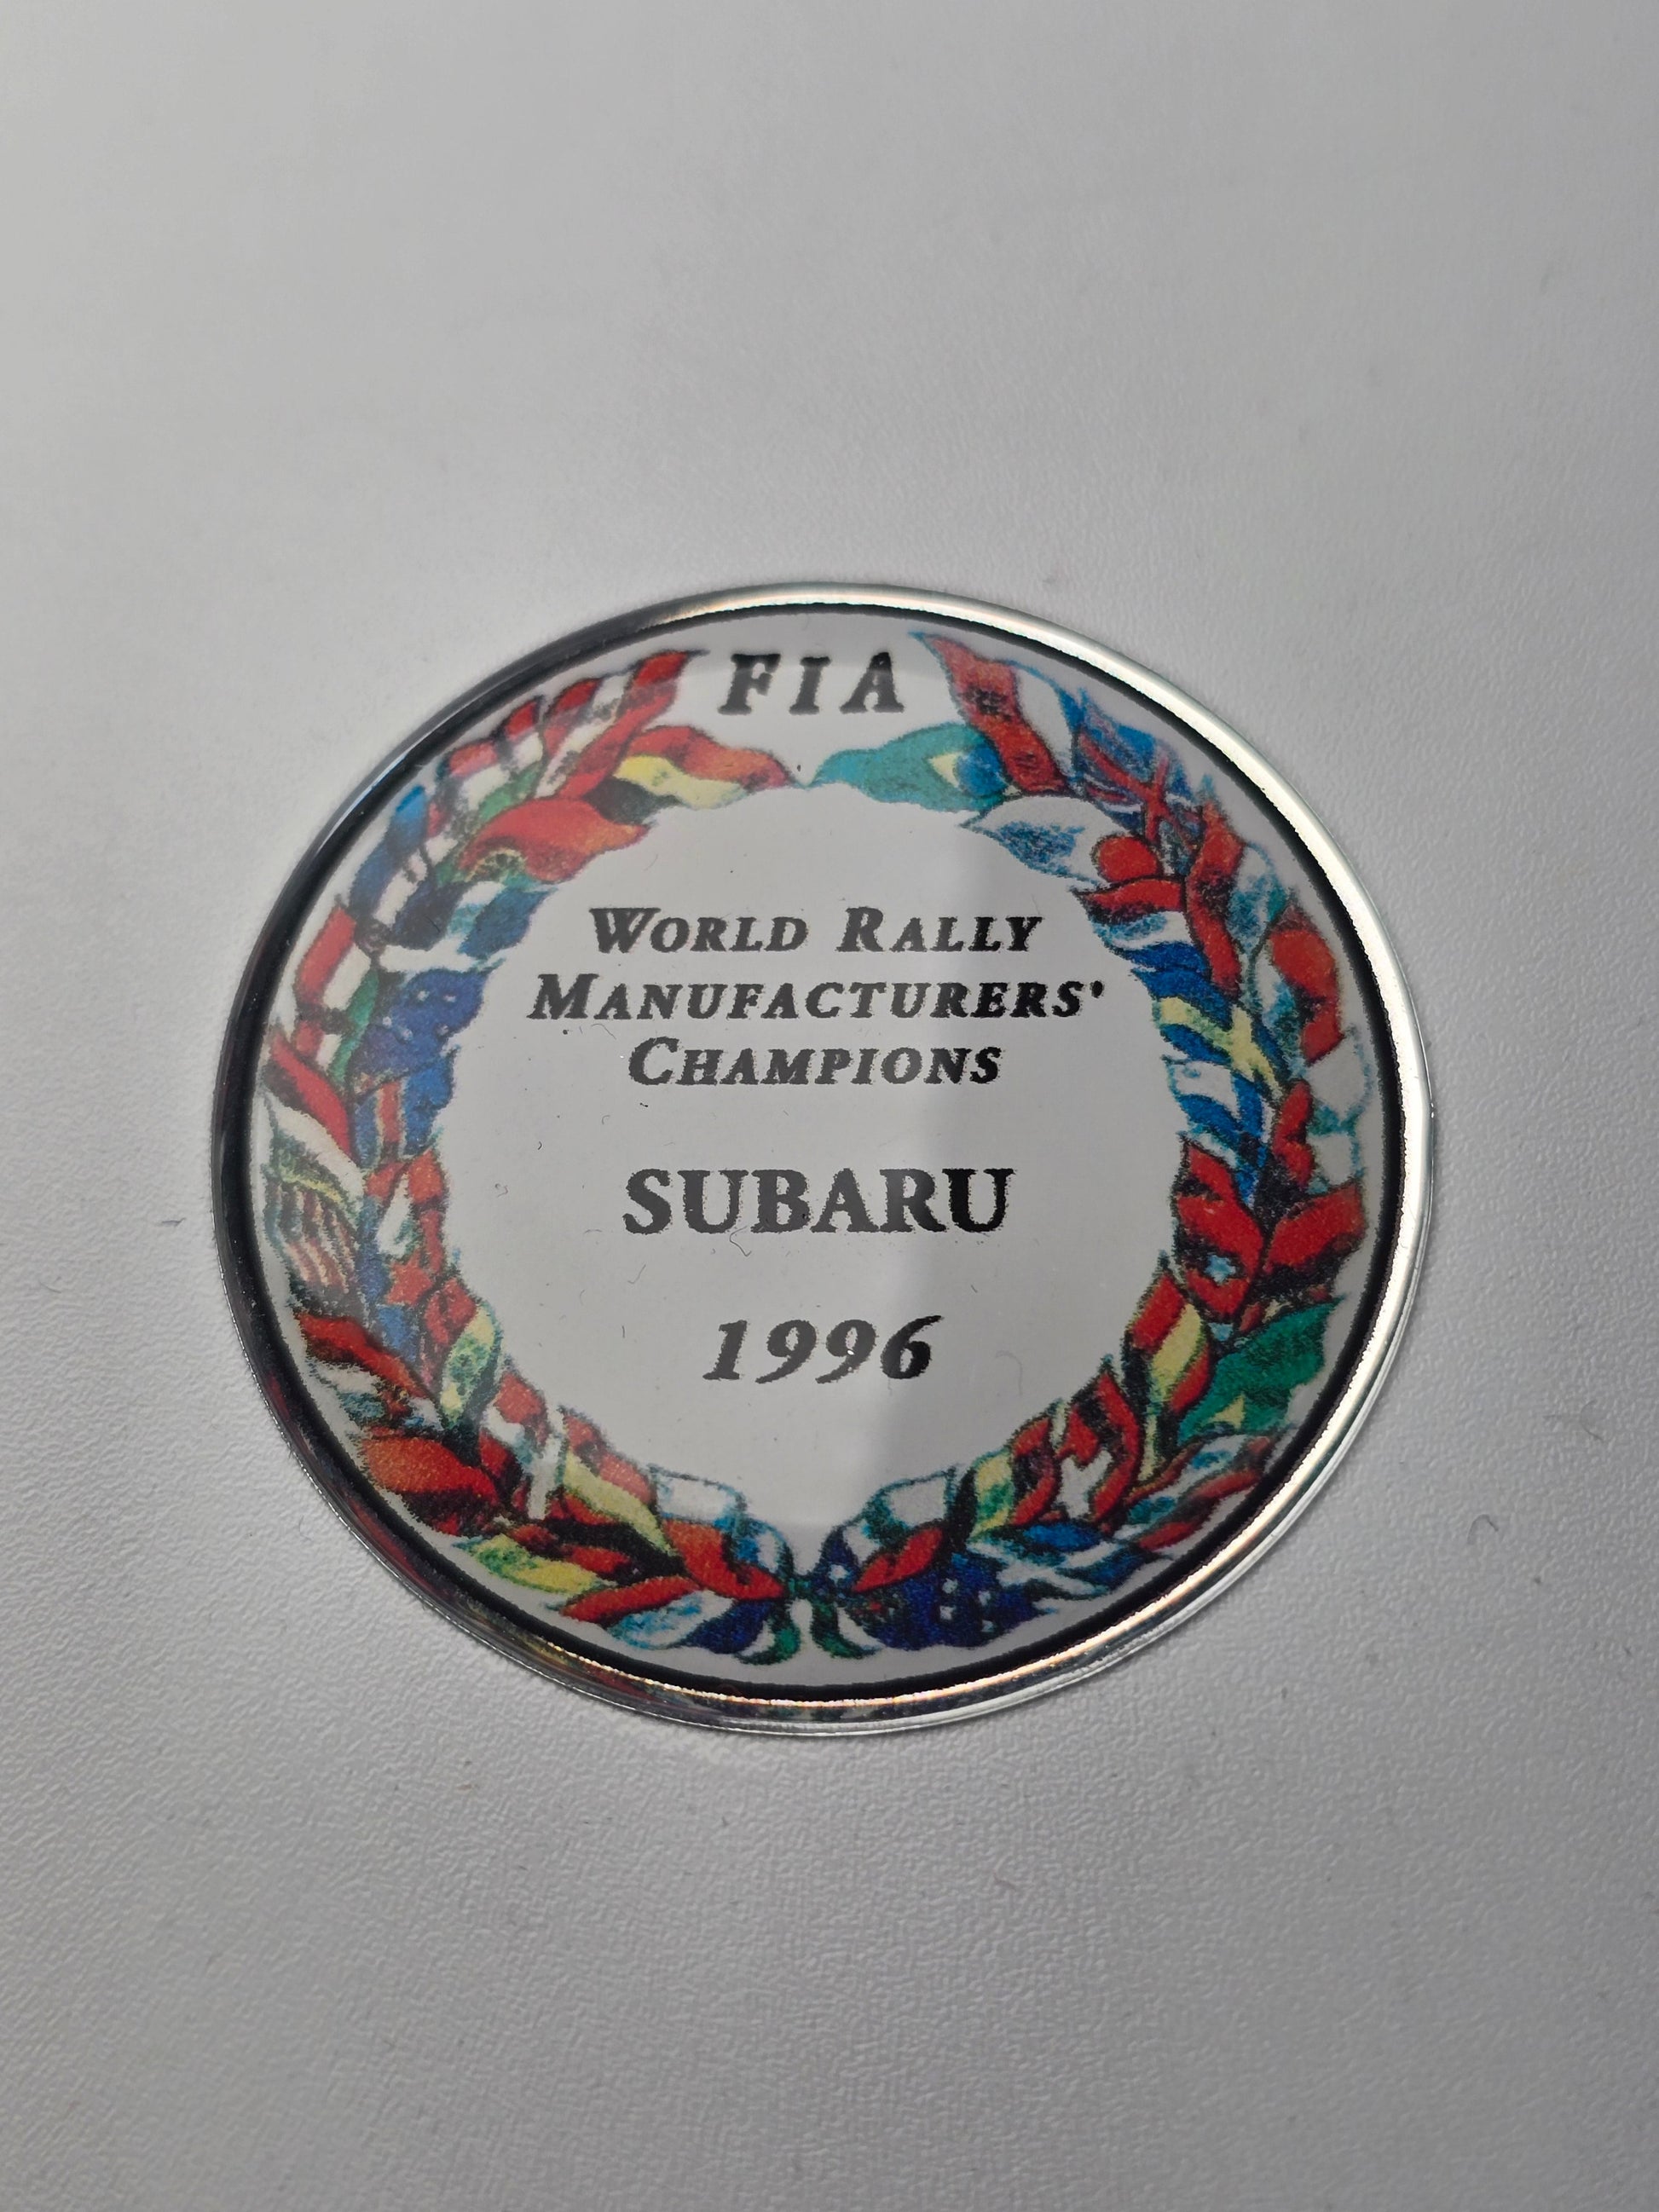 FIA
WORLD RALLY
MANUFACTURERS'
CHAMPIONS
SUBARU
1996